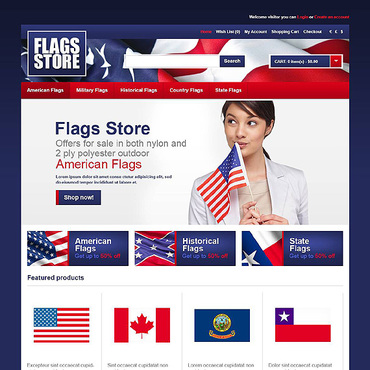 Welcome visitor you can Login or Create an account
Home Wish List (0) My Account Shopping Cart Checkout € £ $
FLAGS
STORE
Search
CART: 0 item(s) - $0.00
American Flags Military Flags Historical Flags Country Flags State Flags
Flags Store
Offers for sale in both nylon and
2 ply polyester outdoor
American Flags
Lorem ipsum dolor sit amet conse ctetur adipisicing elit, sed
do eiusmod tempor incididunt ut labore et.
Shop now!
American
Flags
Get up to 50% off
Historical
Flags
Get up to 50% off
State
Flags
Get up to 50% off
Featured products
Excepteur sint occaecat cupid.
Sint occaecat cupidatat non
Lorem occaecat cupidatat non
Dolor sint occaecat cupidatat